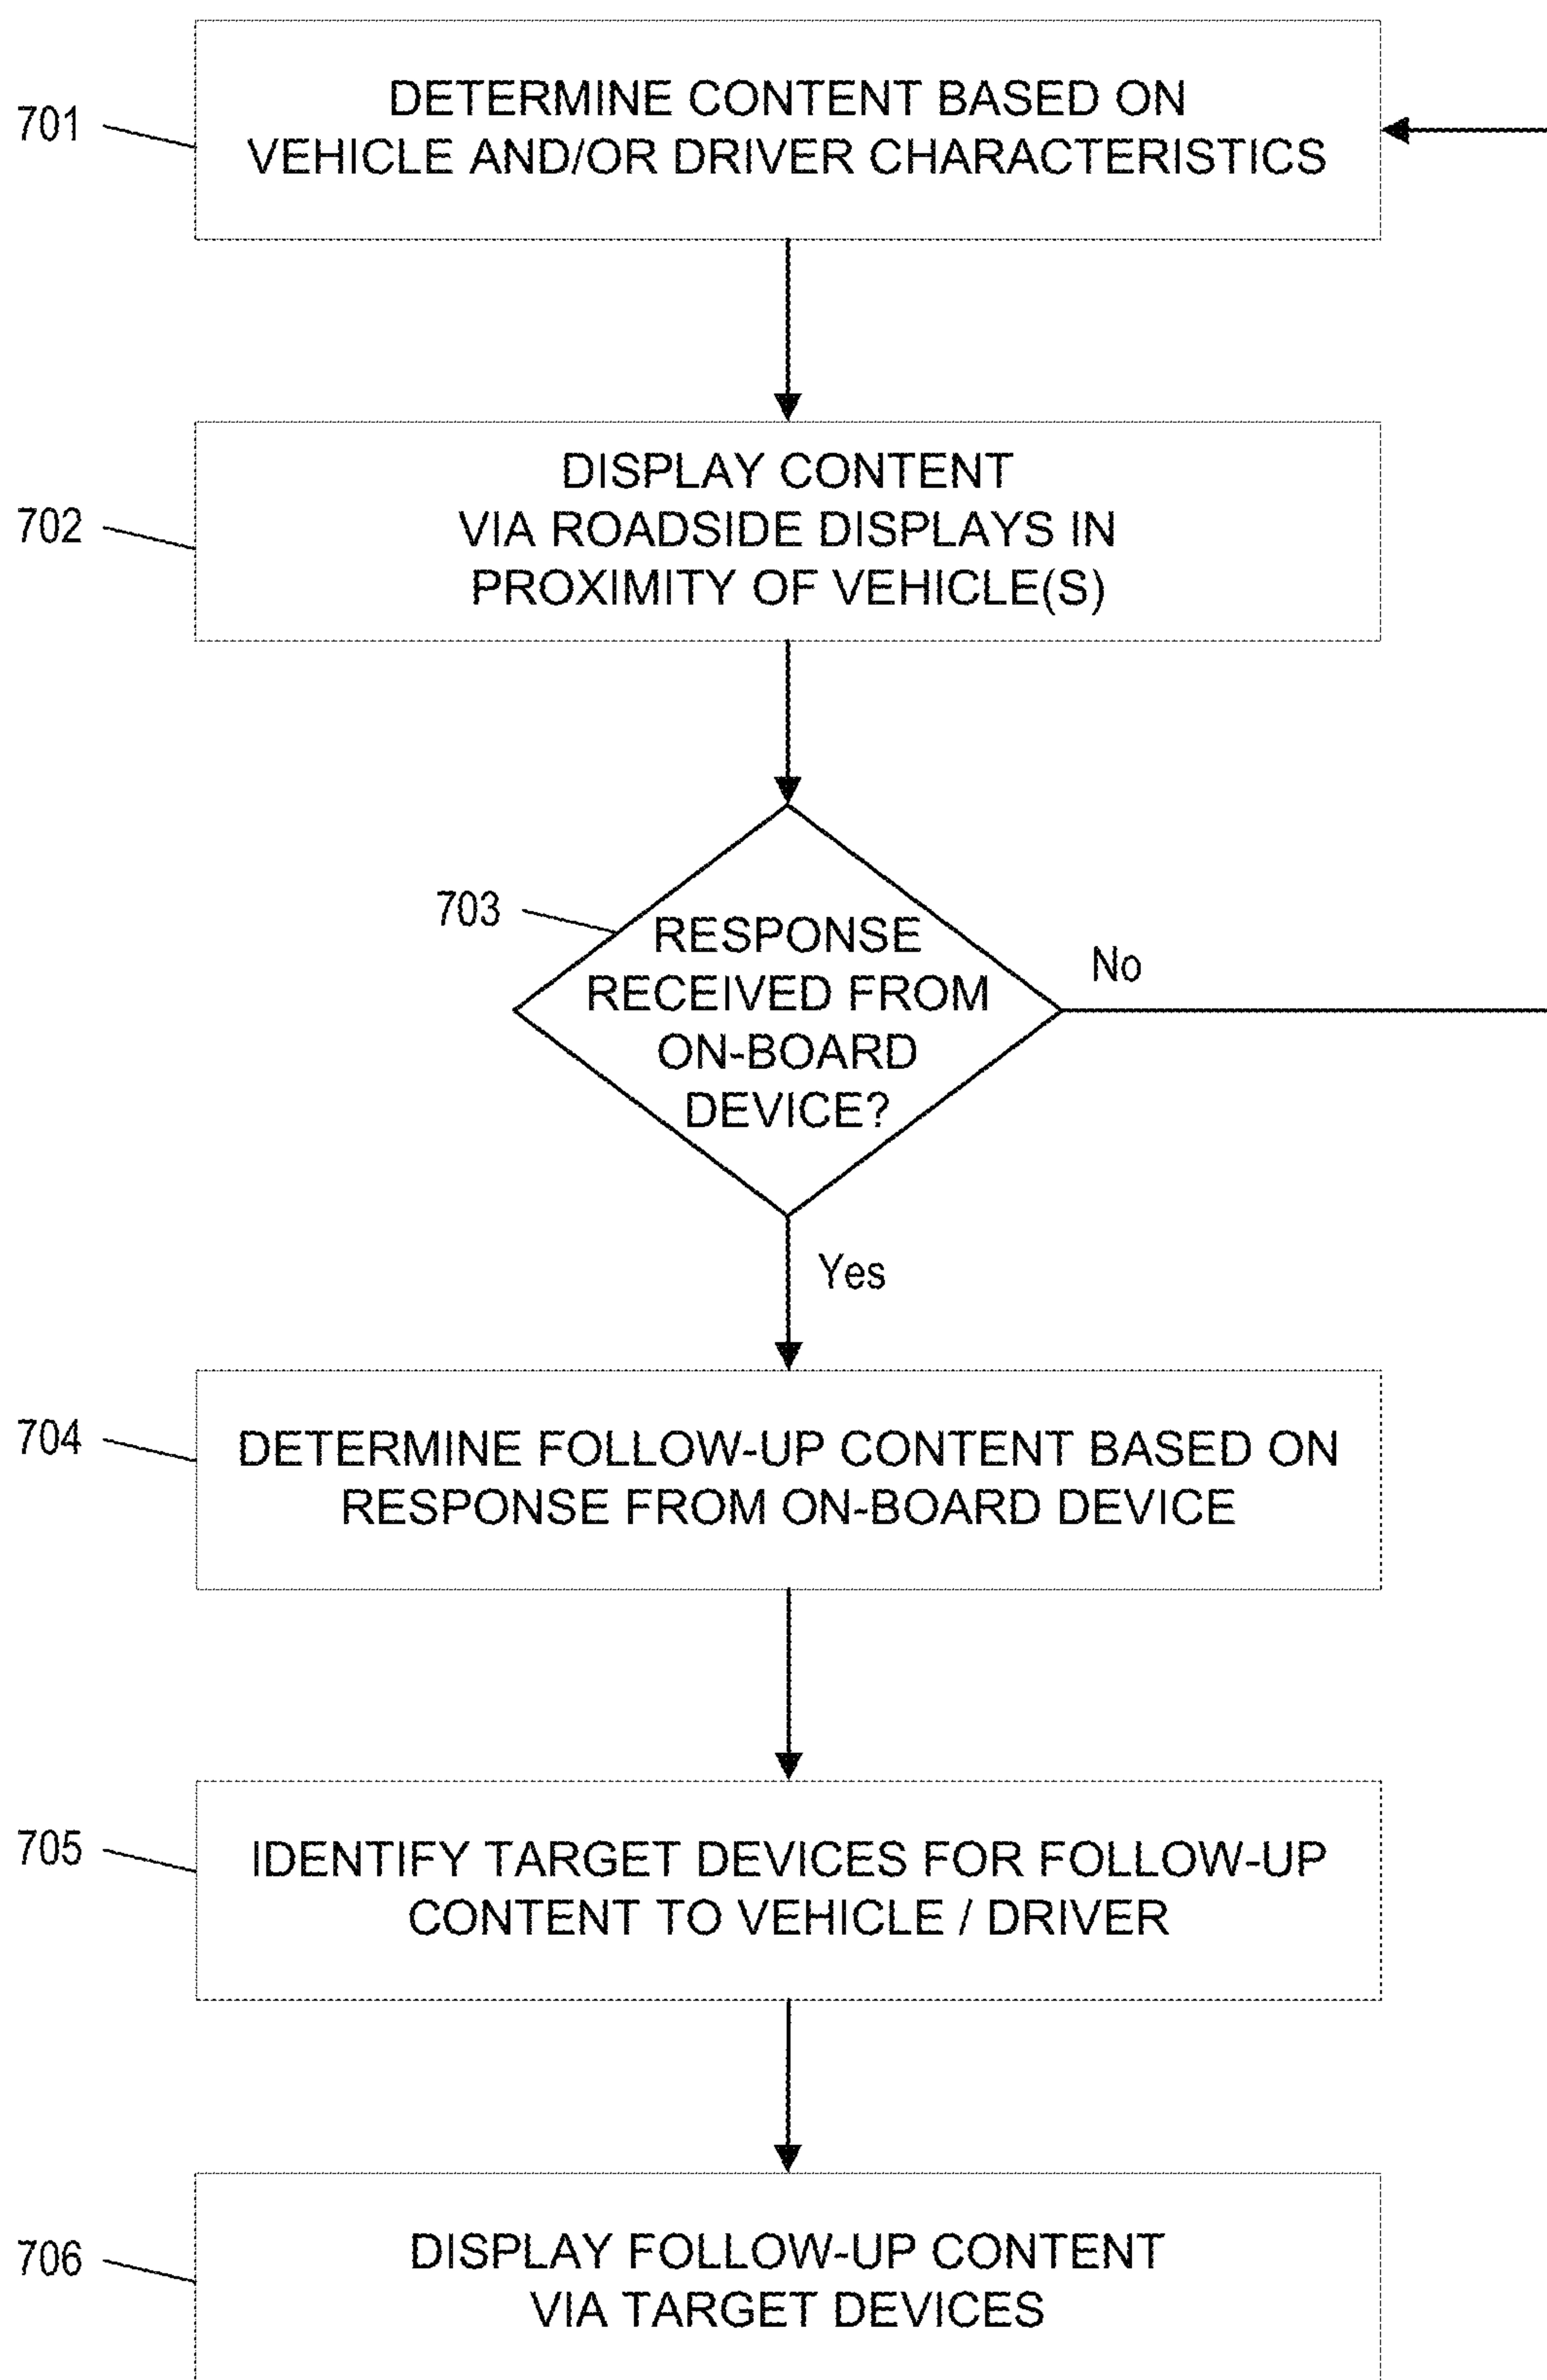 701
DETERMINE CONTENT BASED ON
VEHICLE AND/OR DRIVER CHARACTERISTICS
702
DISPLAY CONTENT
VIA ROADSIDE DISPLAYS IN
PROXIMITY OF VEHICLE(S)
703
RESPONSE
RECEIVED FROM
ON-BOARD
DEVICE?
No
Yes
704
DETERMINE FOLLOW-UP CONTENT BASED ON
RESPONSE FROM ON-BOARD DEVICE
705
IDENTIFY TARGET DEVICES FOR FOLLOW-UP
CONTENT TO VEHICLE / DRIVER
706
DISPLAY FOLLOW-UP CONTENT
VIA TARGET DEVICES